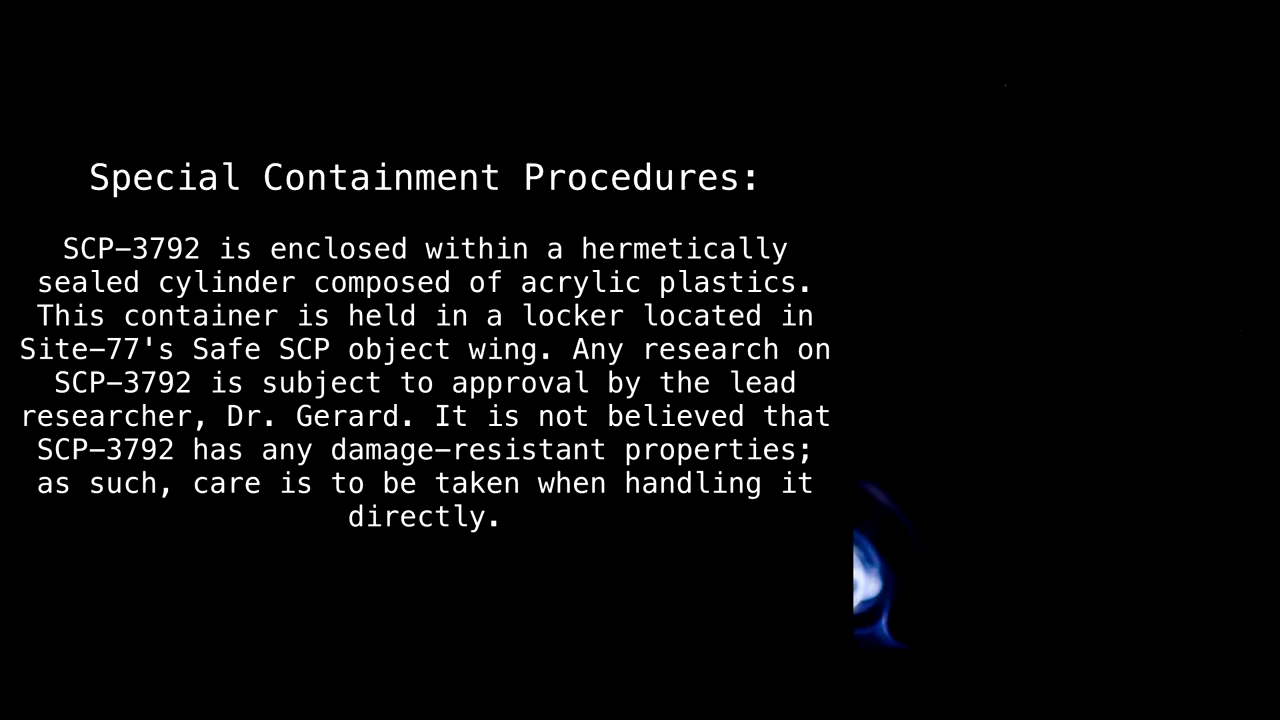 Special Containment Procedures:
SCP-3792 is enclosed within a hermetically
sealed cylinder composed of acrylic plastics.
This container is held in a locker located in
Site-77's Safe SCP object wing. Any research on
SCP-3792 is subject to approval by the lead
researcher, Dr. Gerard. It is not believed that
SCP-3792 has any damage-resistant properties;
as such, care is to be taken when handling it
directly.